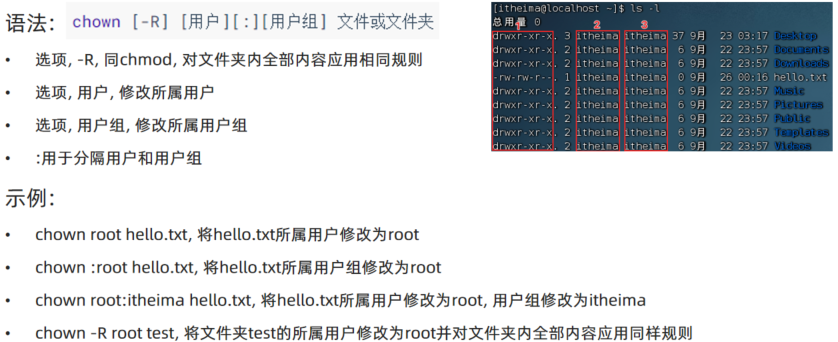 语法: chown [-R] [用户][:][用户组] 文件或文件夹
• 选项, -R, 同chmod, 对文件夹内全部内容应用相同规则
• 选项, 用户, 修改所属用户
• 选项, 用户组, 修改所属用户组
• :用于分隔用户和用户组
[itheima@localhost ~]$ ls -l
总用量 0
1 2 3
drwxr-xr-x. 3 itheima itheima 37 9月 23 03:17 Desktop
drwxr-xr-x. 2 itheima itheima 6 9月 22 23:57 Documents
drwxr-xr-x. 2 itheima itheima 6 9月 22 23:57 Downloads
-rw-rw-r--. 1 itheima itheima 0 9月 26 00:16 hello.txt
drwxr-xr-x. 2 itheima itheima 6 9月 22 23:57 Music
drwxr-xr-x. 2 itheima itheima 6 9月 22 23:57 Pictures
drwxr-xr-x. 2 itheima itheima 6 9月 22 23:57 Public
drwxr-xr-x. 2 itheima itheima 6 9月 22 23:57 Templates
drwxr-xr-x. 2 itheima itheima 6 9月 22 23:57 Videos
示例:
• chown root hello.txt, 将hello.txt所属用户修改为root
• chown :root hello.txt, 将hello.txt所属用户组修改为root
• chown root:itheima hello.txt, 将hello.txt所属用户修改为root, 用户组修改为itheima
• chown -R root test, 将文件夹test的所属用户修改为root并对文件夹内全部内容应用同样规则